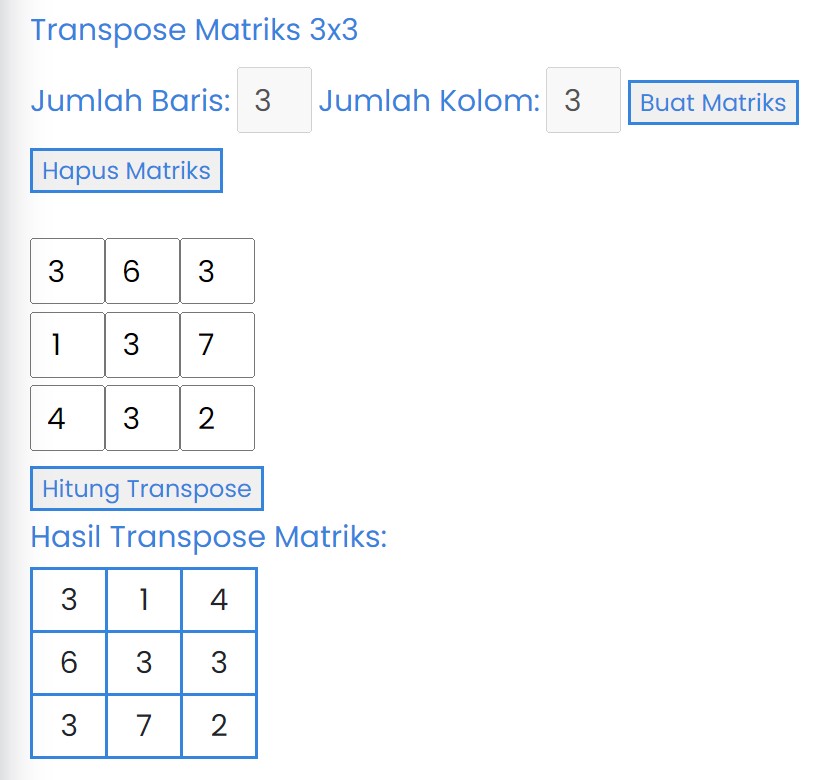 Transpose Matriks 3x3
Jumlah Baris: 3 Jumlah Kolom: 3 Buat Matriks
Hapus Matriks
3 6 3
1 3 7
4 3 2
Hitung Transpose
Hasil Transpose Matriks:
3 1 4
6 3 3
3 7 2